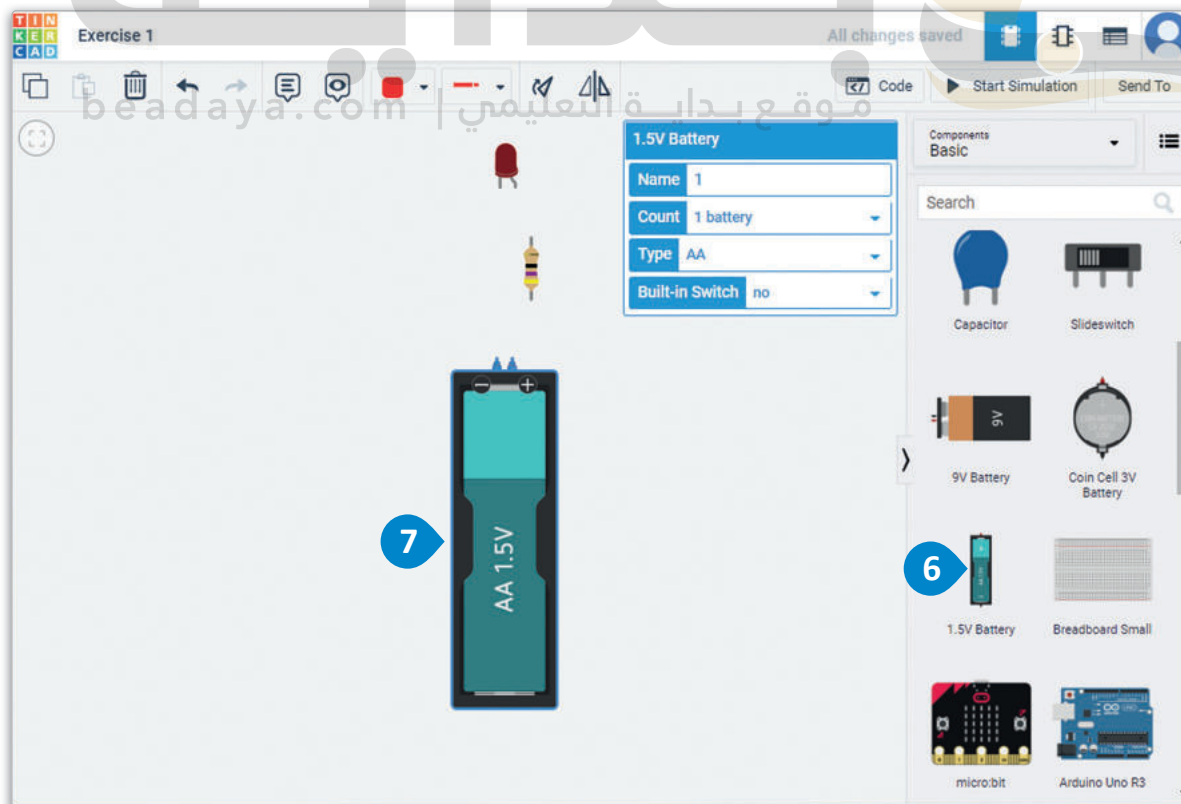 TIN
KER
CAD
Exercise 1
All changes saved
Code
Start Simulation
Send To
beadaya.com | موقع بداية التعليمي
1.5V Battery
Name 1
Count 1 battery
Type AA
Built-in Switch no
Components
Basic
Search
Capacitor
Slideswitch
9V
9V Battery
Coin Cell 3V
Battery
7
AA 1.5V
6
1.5V Battery
Breadboard Small
micro:bit
Arduino Uno R3